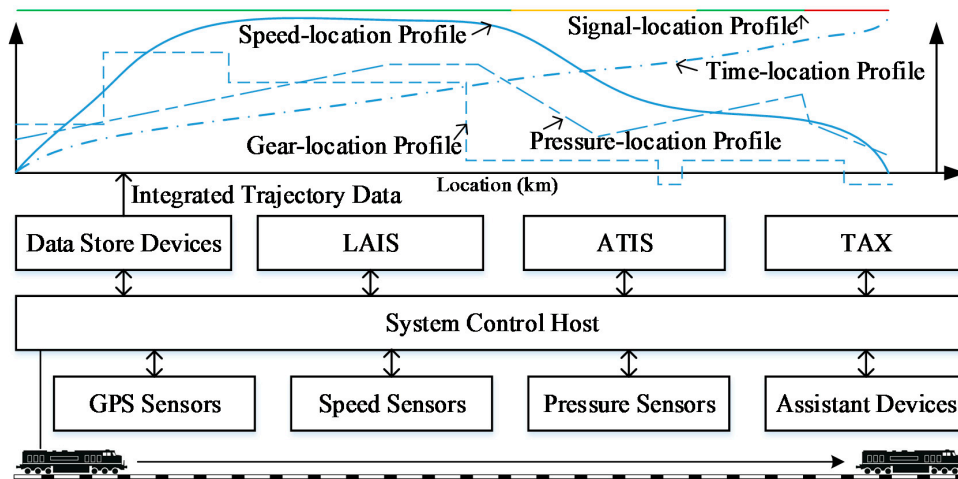 Speed-location Profile
Signal-location Profile
Time-location Profile
Gear-location Profile
Pressure-location Profile
Location (km)
Integrated Trajectory Data
Data Store Devices
LAIS
ATIS
TAX
System Control Host
GPS Sensors
Speed Sensors
Pressure Sensors
Assistant Devices